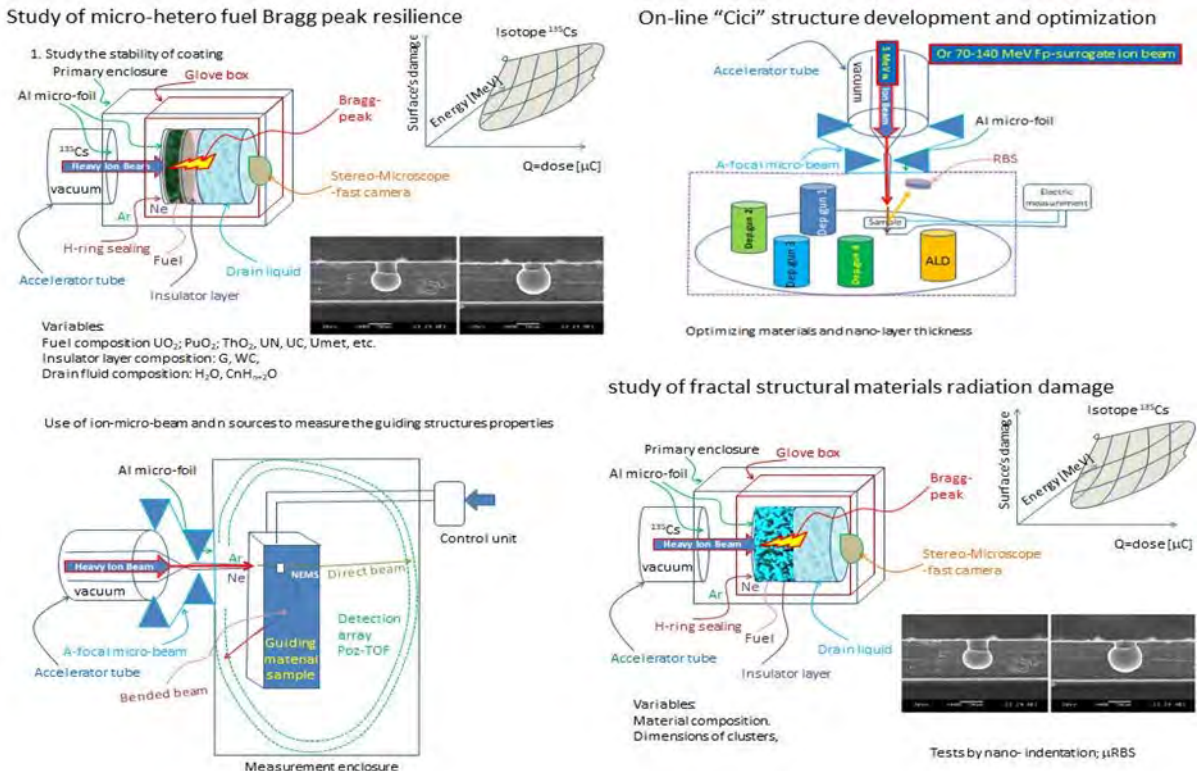 Study of micro-hetero fuel Bragg peak resilience
1. Study the stability of coating
Primary enclosure
Glove box
Al micro-foil
Bragg-
peak
¹³⁵Cs
Heavy Ion Beam
vacuum
Stereo-Microscope
-fast camera
Ne
Ar
H-ring sealing
Fuel
Drain liquid
Accelerator tube
Insulator layer
Surface's damage
Energy [MeV]
Isotope ¹³⁵Cs
Q=dose [µC]
Variables:
Fuel composition UO₂; PuO₂; ThO₂, UN, UC, Umet, etc.
Insulator layer composition: G, WC,
Drain fluid composition: H₂O, CnHₙ₊₂O
On-line "Cici" structure development and optimization
Or 70-140 MeV Fp-surrogate ion beam
Accelerator tube
vacuum
Ion Beam
Al micro-foil
A-focal micro-beam
RBS
Electric
measurement
Sample
Dep.gun 1
Dep.gun 2
Dep.gun 3
ALD
Optimizing materials and nano-layer thickness
Use of ion-micro-beam and n sources to measure the guiding structures properties
Al micro-foil
Ar
Heavy Ion Beam
vacuum
Ne
NEMS
Direct beam
Control unit
Detection
array
Poz-TOF
Guiding
material
sample
A-focal micro-beam
Accelerator tube
Bended beam
Measurement enclosure
study of fractal structural materials radiation damage
Primary enclosure
Glove box
Al micro-foil
Bragg-
peak
¹³⁵Cs
Heavy Ion Beam
vacuum
Stereo-Microscope
-fast camera
Ne
Ar
H-ring sealing
Fuel
Drain liquid
Accelerator tube
Insulator layer
Surface's damage
Energy [MeV]
Isotope ¹³⁵Cs
Q=dose [µC]
Variables:
Material composition.
Dimensions of clusters,
Tests by nano- indentation; µRBS